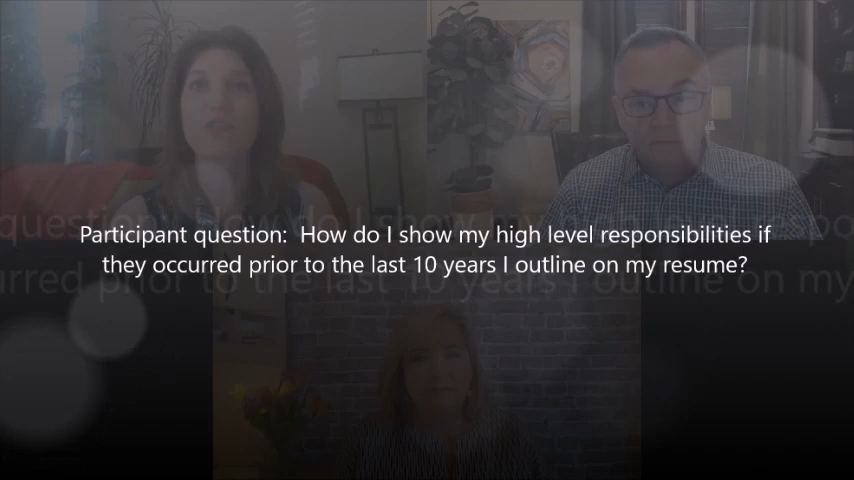 Participant question:  How do I show my high level responsibilities if
they occurred prior to the last 10 years I outline on my resume?